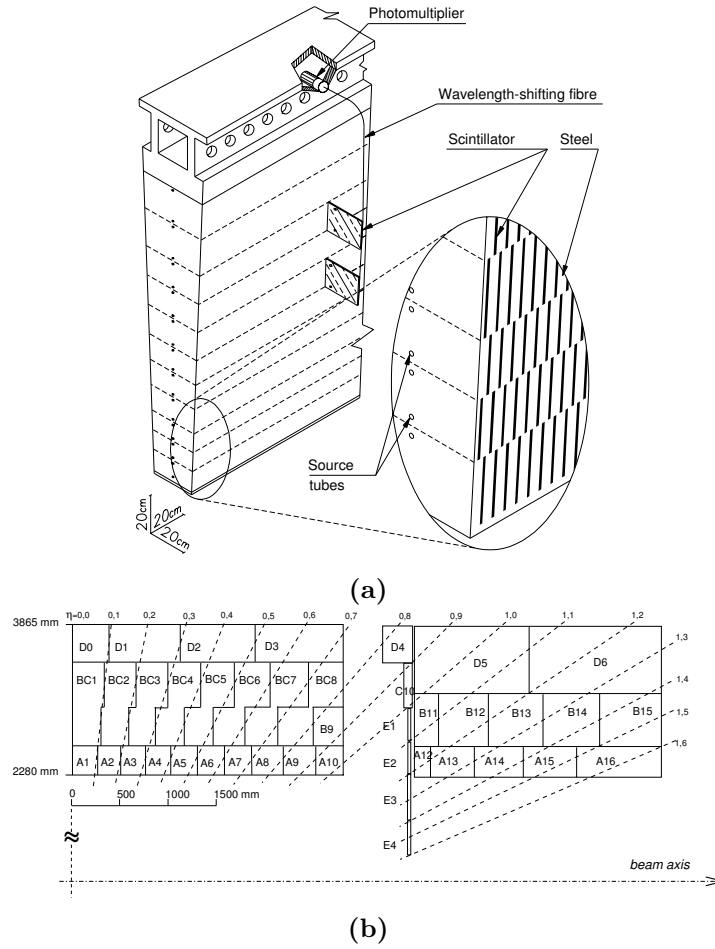 Photomultiplier
Wavelength-shifting fibre
Scintillator
Steel
Source
tubes
20cm
20cm
20cm
(a)
3865 mm
η=0,0 0,1 0,2 0,3 0,4 0,5 0,6 0,7 0,8 0,9 1,0 1,1 1,2
1,3
D0 D1 D2 D3 D4 D5 D6
1,4
BC1 BC2 BC3 BC4 BC5 BC6 BC7 BC8 C10
B11 B12 B13 B14 B15 1,5
B9 E1
1,6
A1 A2 A3 A4 A5 A6 A7 A8 A9 A10 E2 A12 A13 A14 A15 A16
2280 mm
0 500 1000 1500 mm
E3
E4
≈
beam axis
(b)